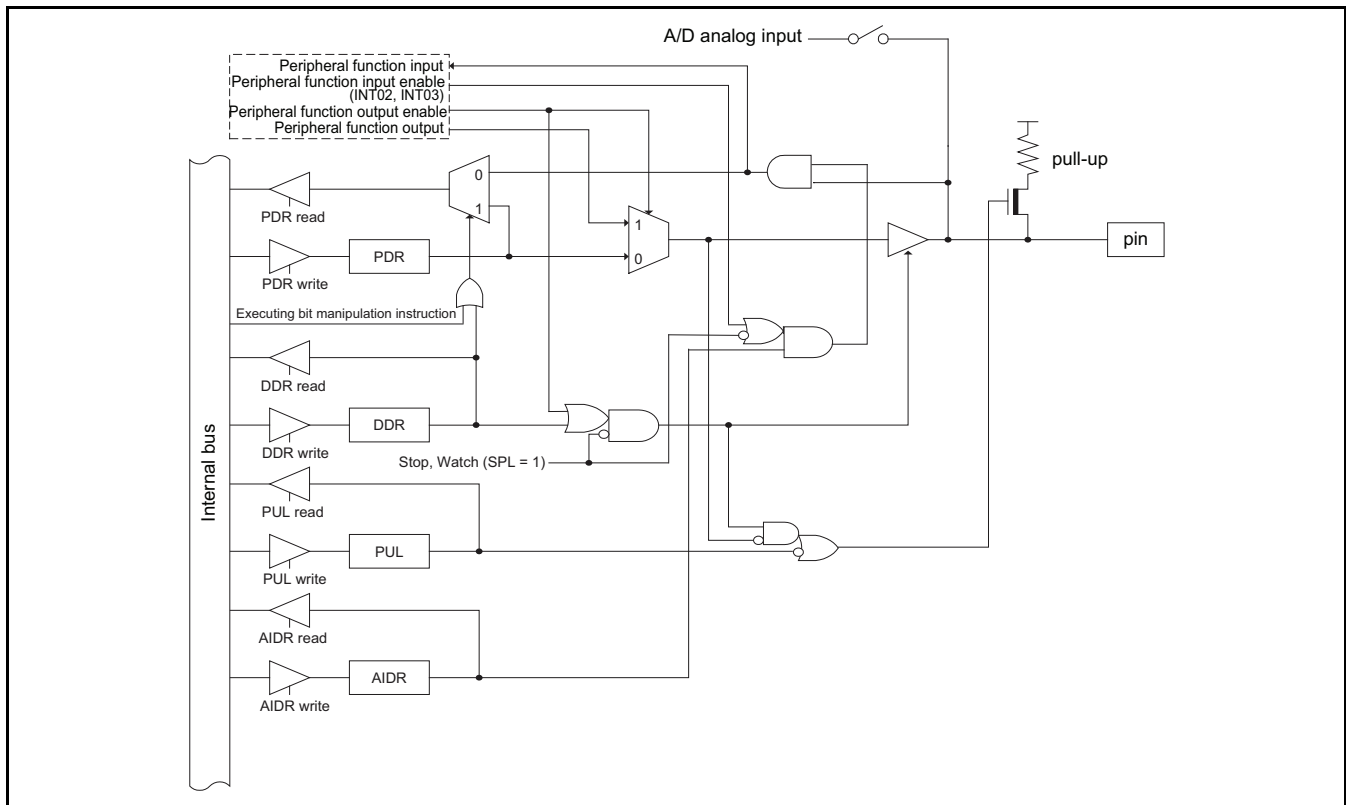 A/D analog input
Peripheral function input
Peripheral function input enable
(INT02, INT03)
Peripheral function output enable
Peripheral function output
pull-up
0
1
PDR read
1
0
pin
PDR
PDR write
Executing bit manipulation instruction
DDR read
DDR
DDR write
Stop, Watch (SPL = 1)
Internal bus
PUL read
PUL
PUL write
AIDR read
AIDR
AIDR write